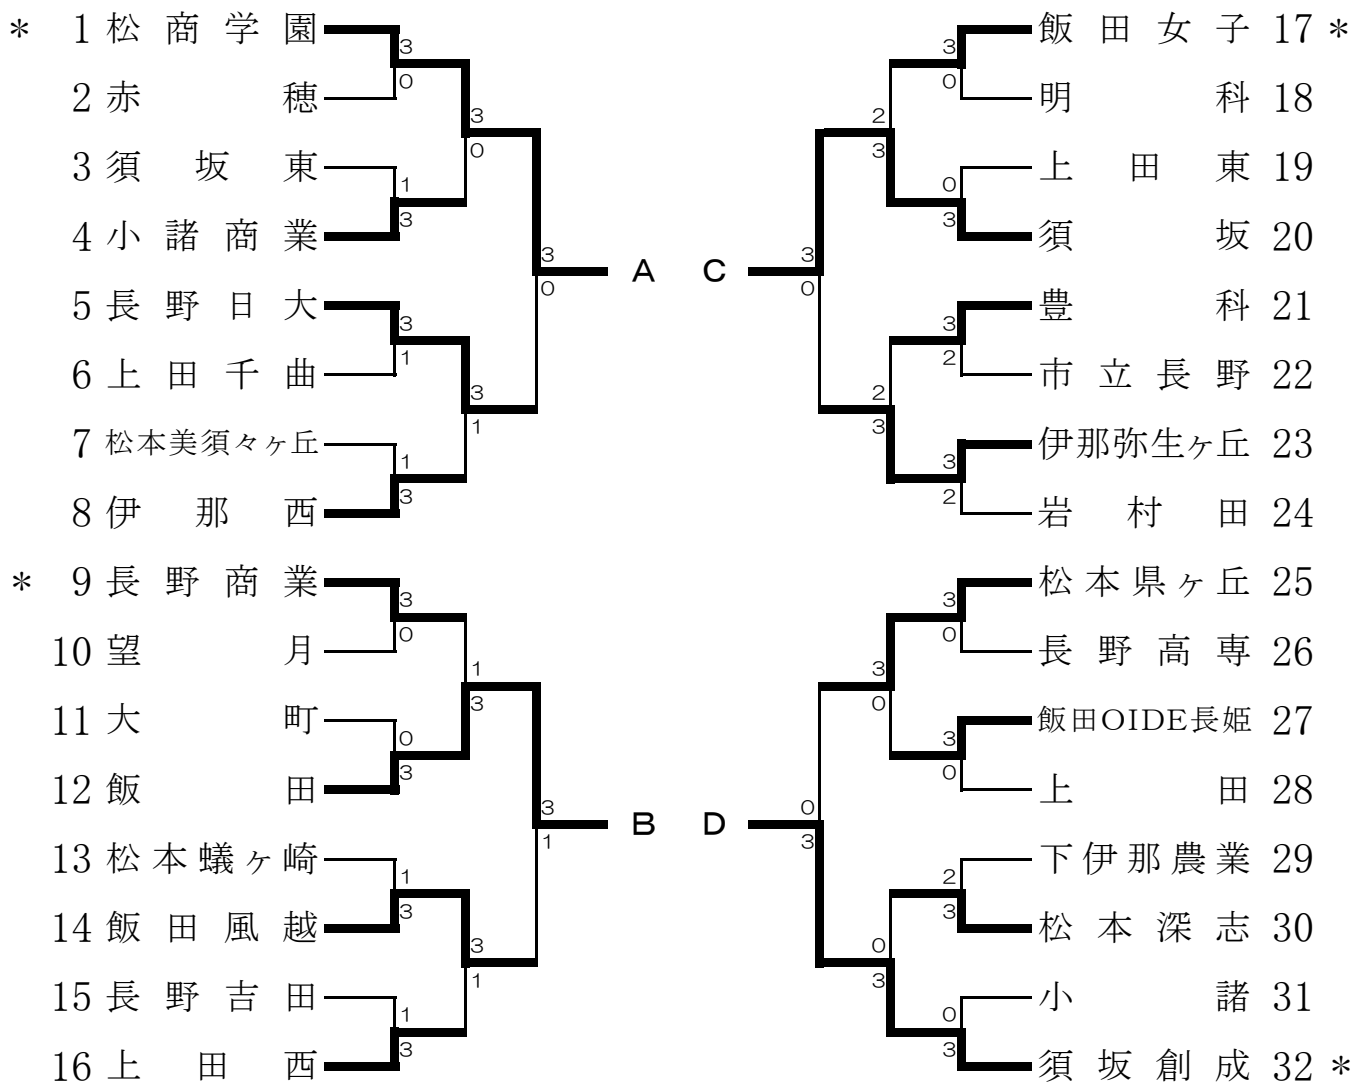 * 1 松商学園
2 赤穂
3 須坂東
4 小諸商業
5 長野日大
6 上田千曲
7 松本美須々ヶ丘
8 伊那西
* 9 長野商業
10 望月
11 大町
12 飯田
13 松本蟻ヶ崎
14 飯田風越
15 長野吉田
16 上田西
3
0
1
3
3
1
1
3
3
0
0
3
1
3
1
3
3
0
3
1
1
3
3
1
3
0
3
1
A
B
C
D
3
0
0
3
2
3
2
3
3
0
0
3
3
0
0
3
3
2
3
2
3
0
3
0
2
3
0
3
飯田女子 17 *
明科 18
上田東 19
須坂 20
豊科 21
市立長野 22
伊那弥生ヶ丘 23
岩村田 24
松本県ヶ丘 25
長野高専 26
飯田OIDE長姫 27
上田 28
下伊那農業 29
松本深志 30
小諸 31
須坂創成 32 *